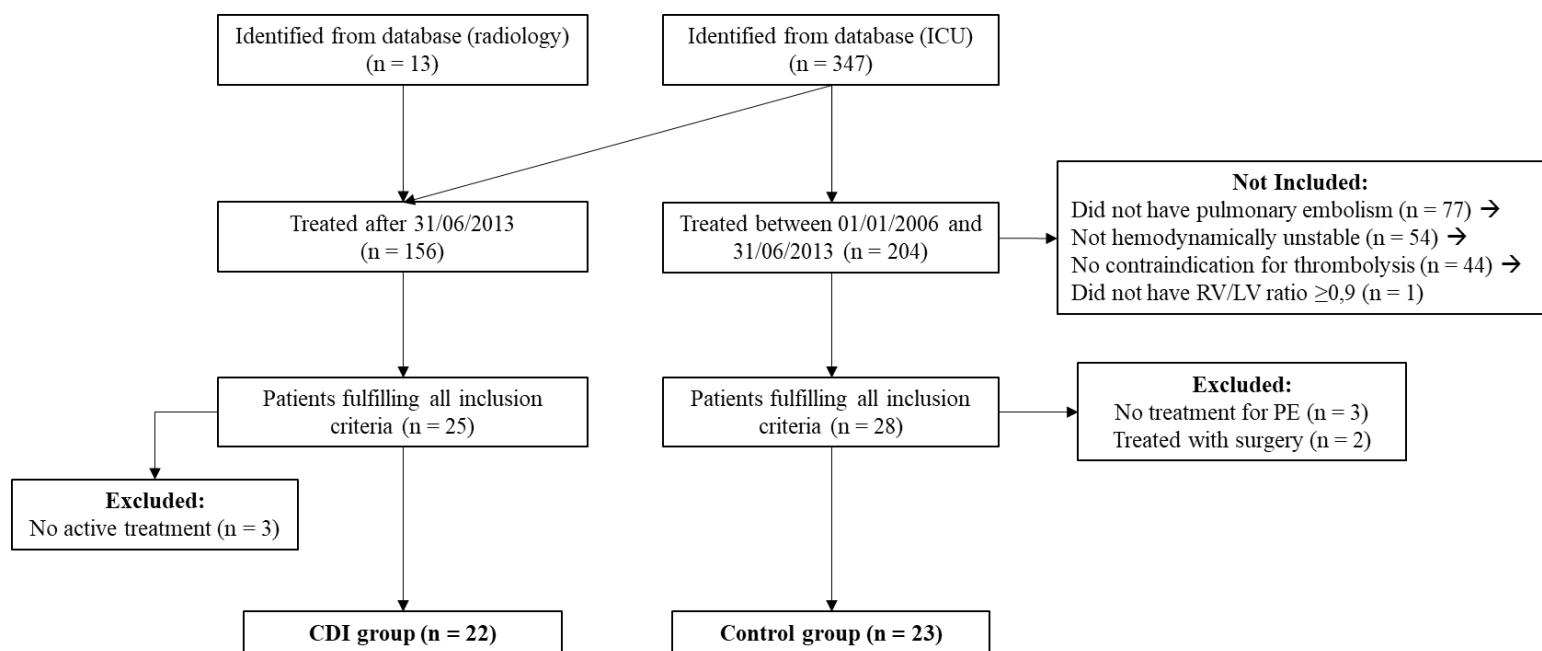 Identified from database (radiology)
(n = 13)
Identified from database (ICU)
(n = 347)
Treated after 31/06/2013
(n = 156)
Treated between 01/01/2006 and
31/06/2013 (n = 204)
Not Included:
Did not have pulmonary embolism (n = 77) →
Not hemodynamically unstable (n = 54) →
No contraindication for thrombolysis (n = 44) →
Did not have RV/LV ratio ≥0,9 (n = 1)
Patients fulfilling all inclusion
criteria (n = 25)
Patients fulfilling all inclusion
criteria (n = 28)
Excluded:
No treatment for PE (n = 3)
Treated with surgery (n = 2)
Excluded:
No active treatment (n = 3)
CDI group (n = 22)
Control group (n = 23)